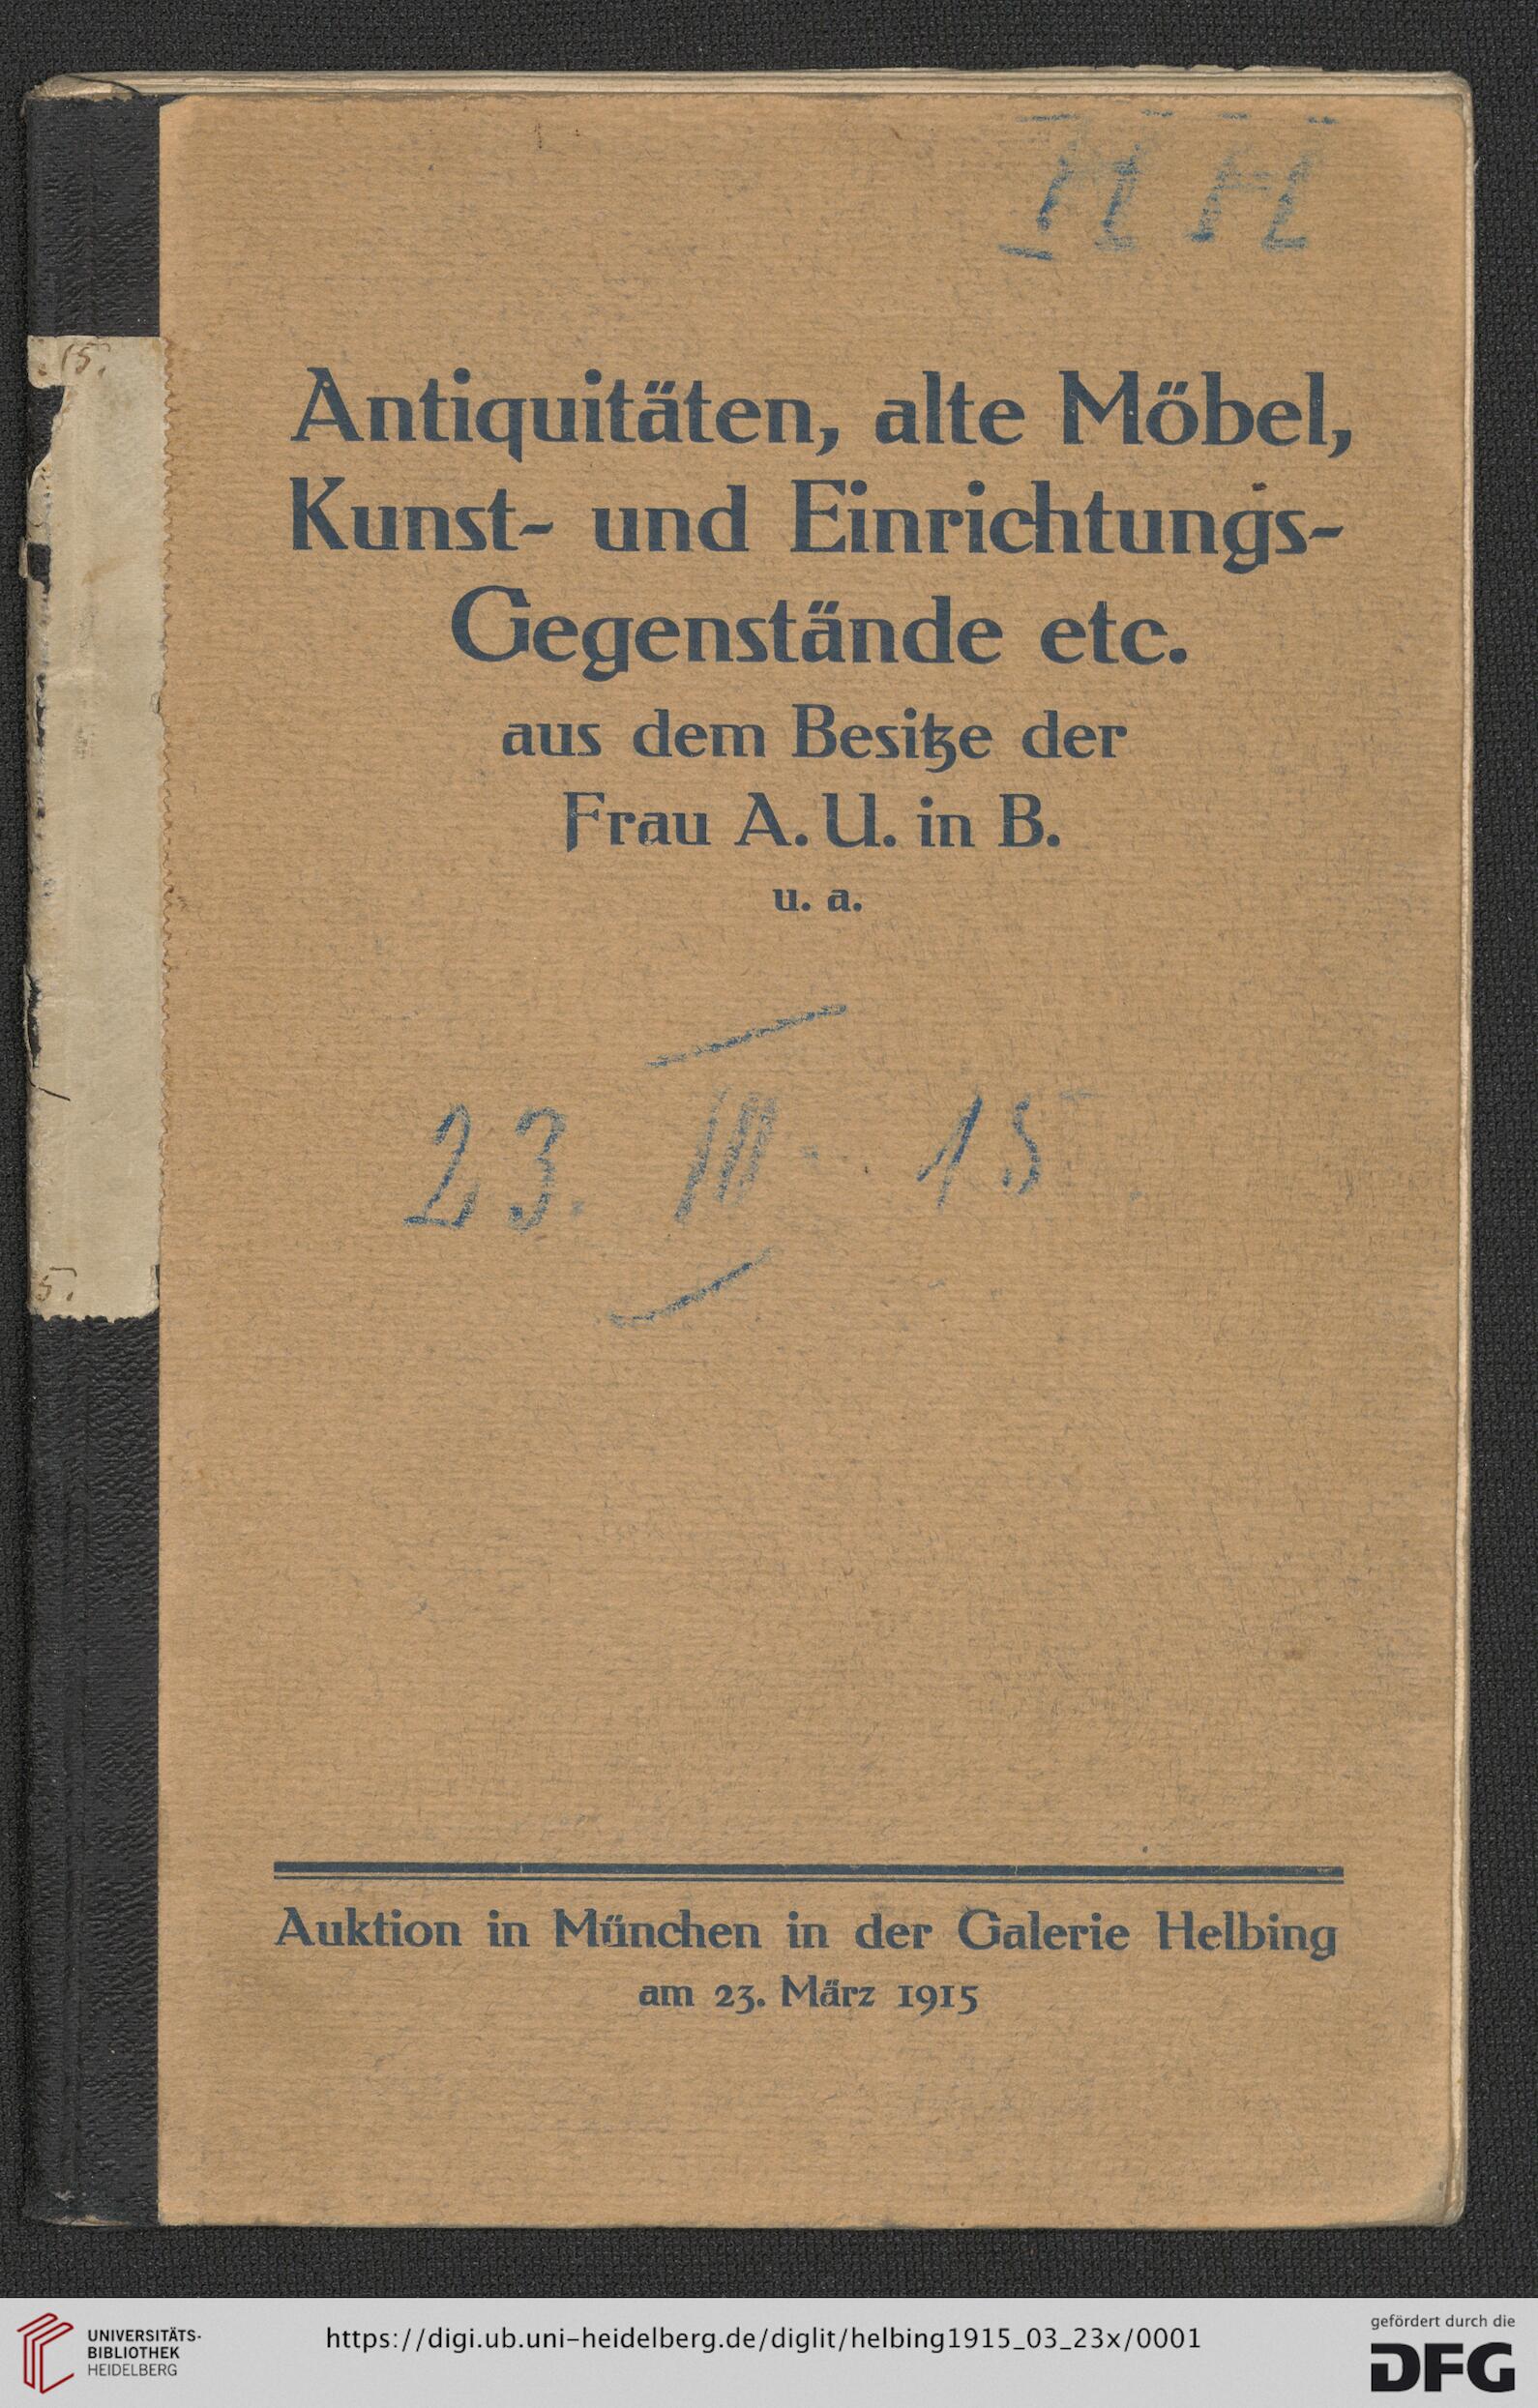 H H
15.
Antiquitäten, alte Möbel,
Kunst- und Einrichtungs-
Gegenstände etc.
aus dem Besitze der
Frau A. U. in B.
u. a.
23. III. 15
5.
Auktion in München in der Galerie Helbing
am 23. März 1915
UNIVERSITÄTS-
BIBLIOTHEK
HEIDELBERG
https://digi.ub.uni-heidelberg.de/diglit/helbing1915_03_23x/0001
gefördert durch die
DFG